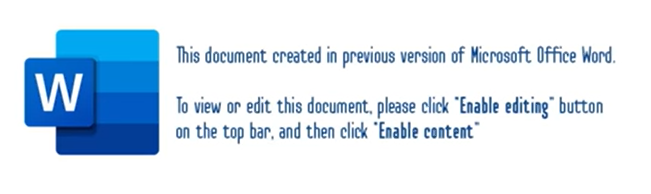 W
This document created in previous version of Microsoft Office Word.
To view or edit this document, please click "Enable editing" button
on the top bar, and then click "Enable content"